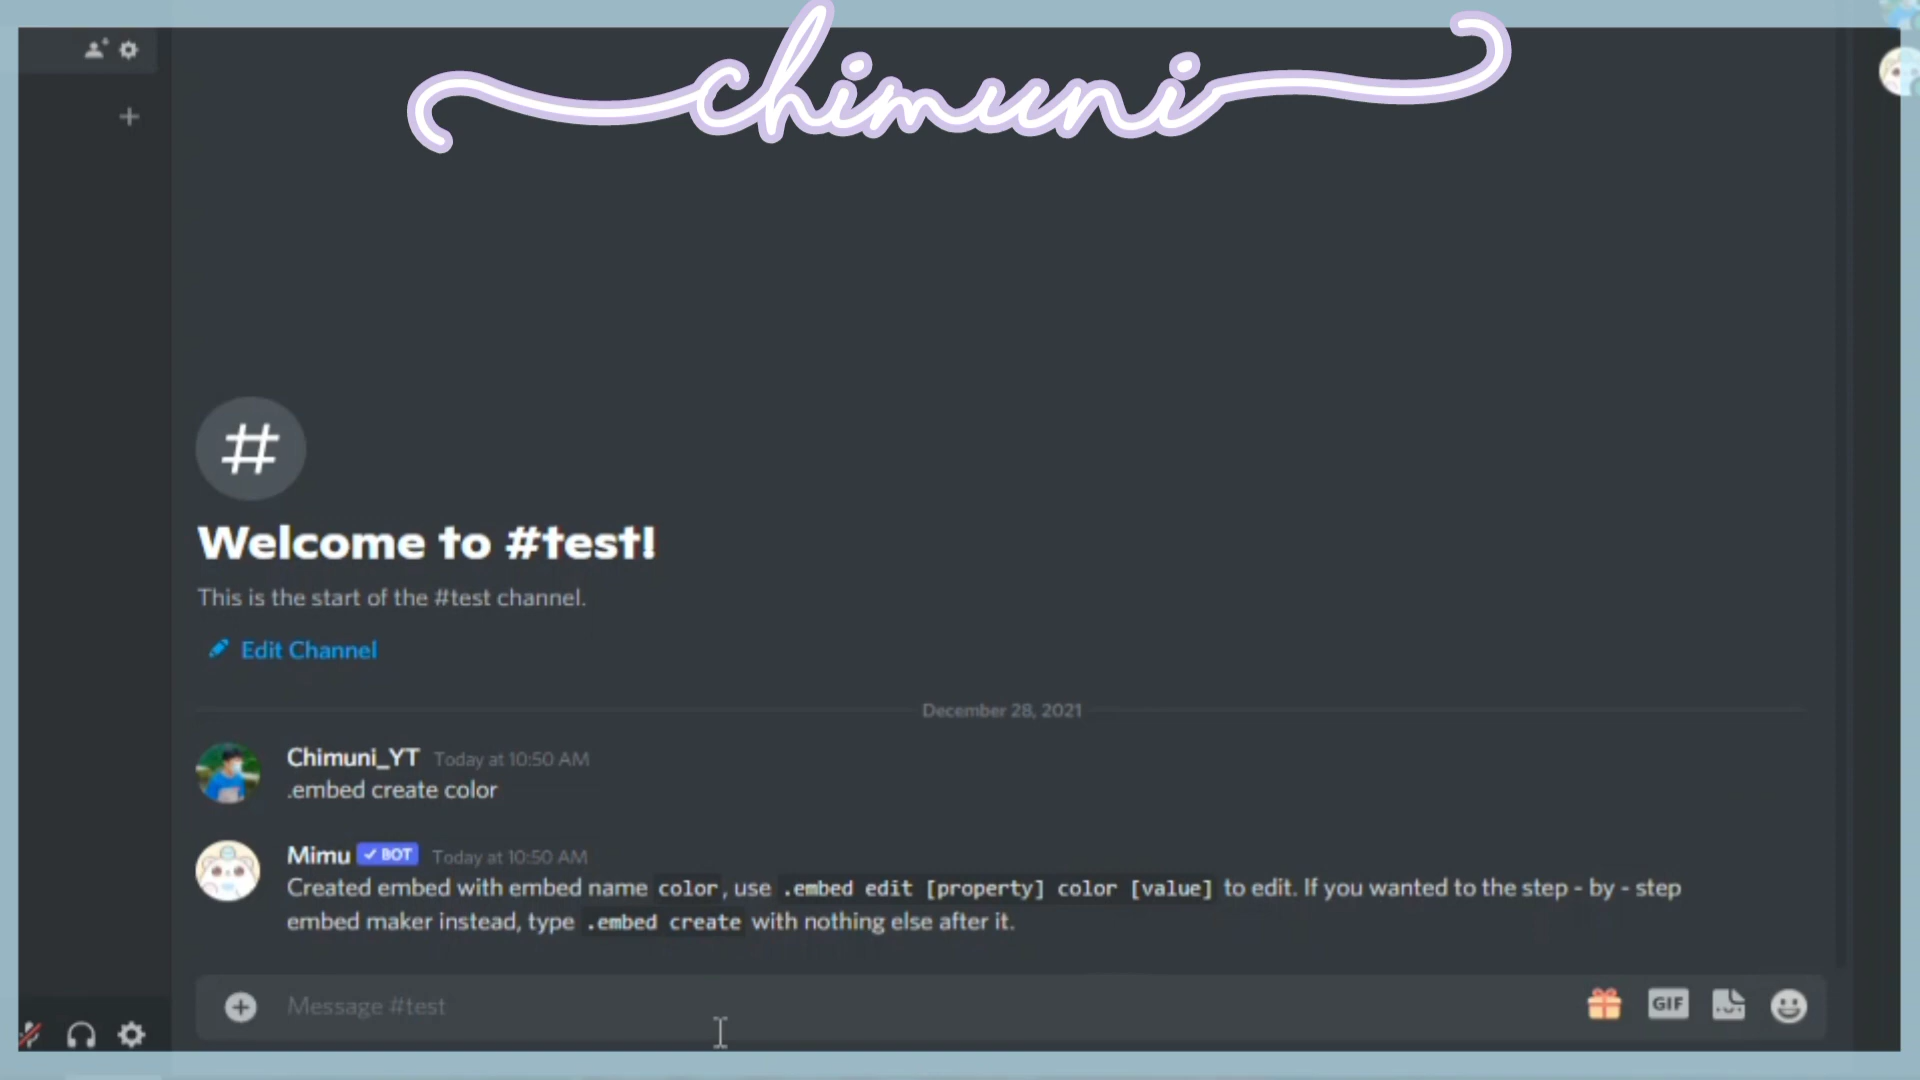 chimuni
Welcome to #test!
This is the start of the #test channel.
Edit Channel
December 28, 2021
Chimuni_YT Today at 10:50 AM
.embed create color
Mimu ✓ BOT Today at 10:50 AM
Created embed with embed name color, use .embed edit [property] color [value] to edit. If you wanted to the step - by - step
embed maker instead, type .embed create with nothing else after it.
Message #test
GIF